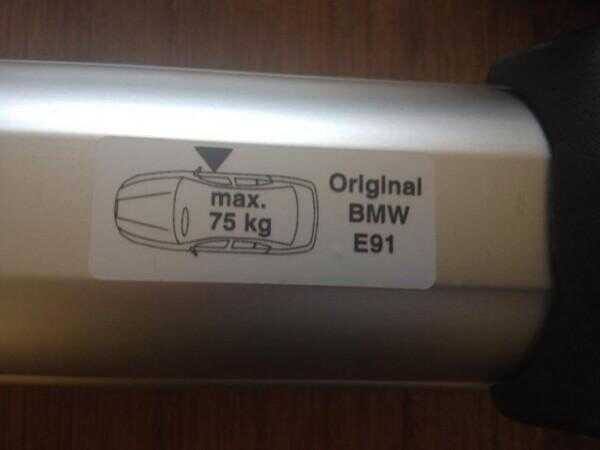 max.
75 kg
Original
BMW
E91